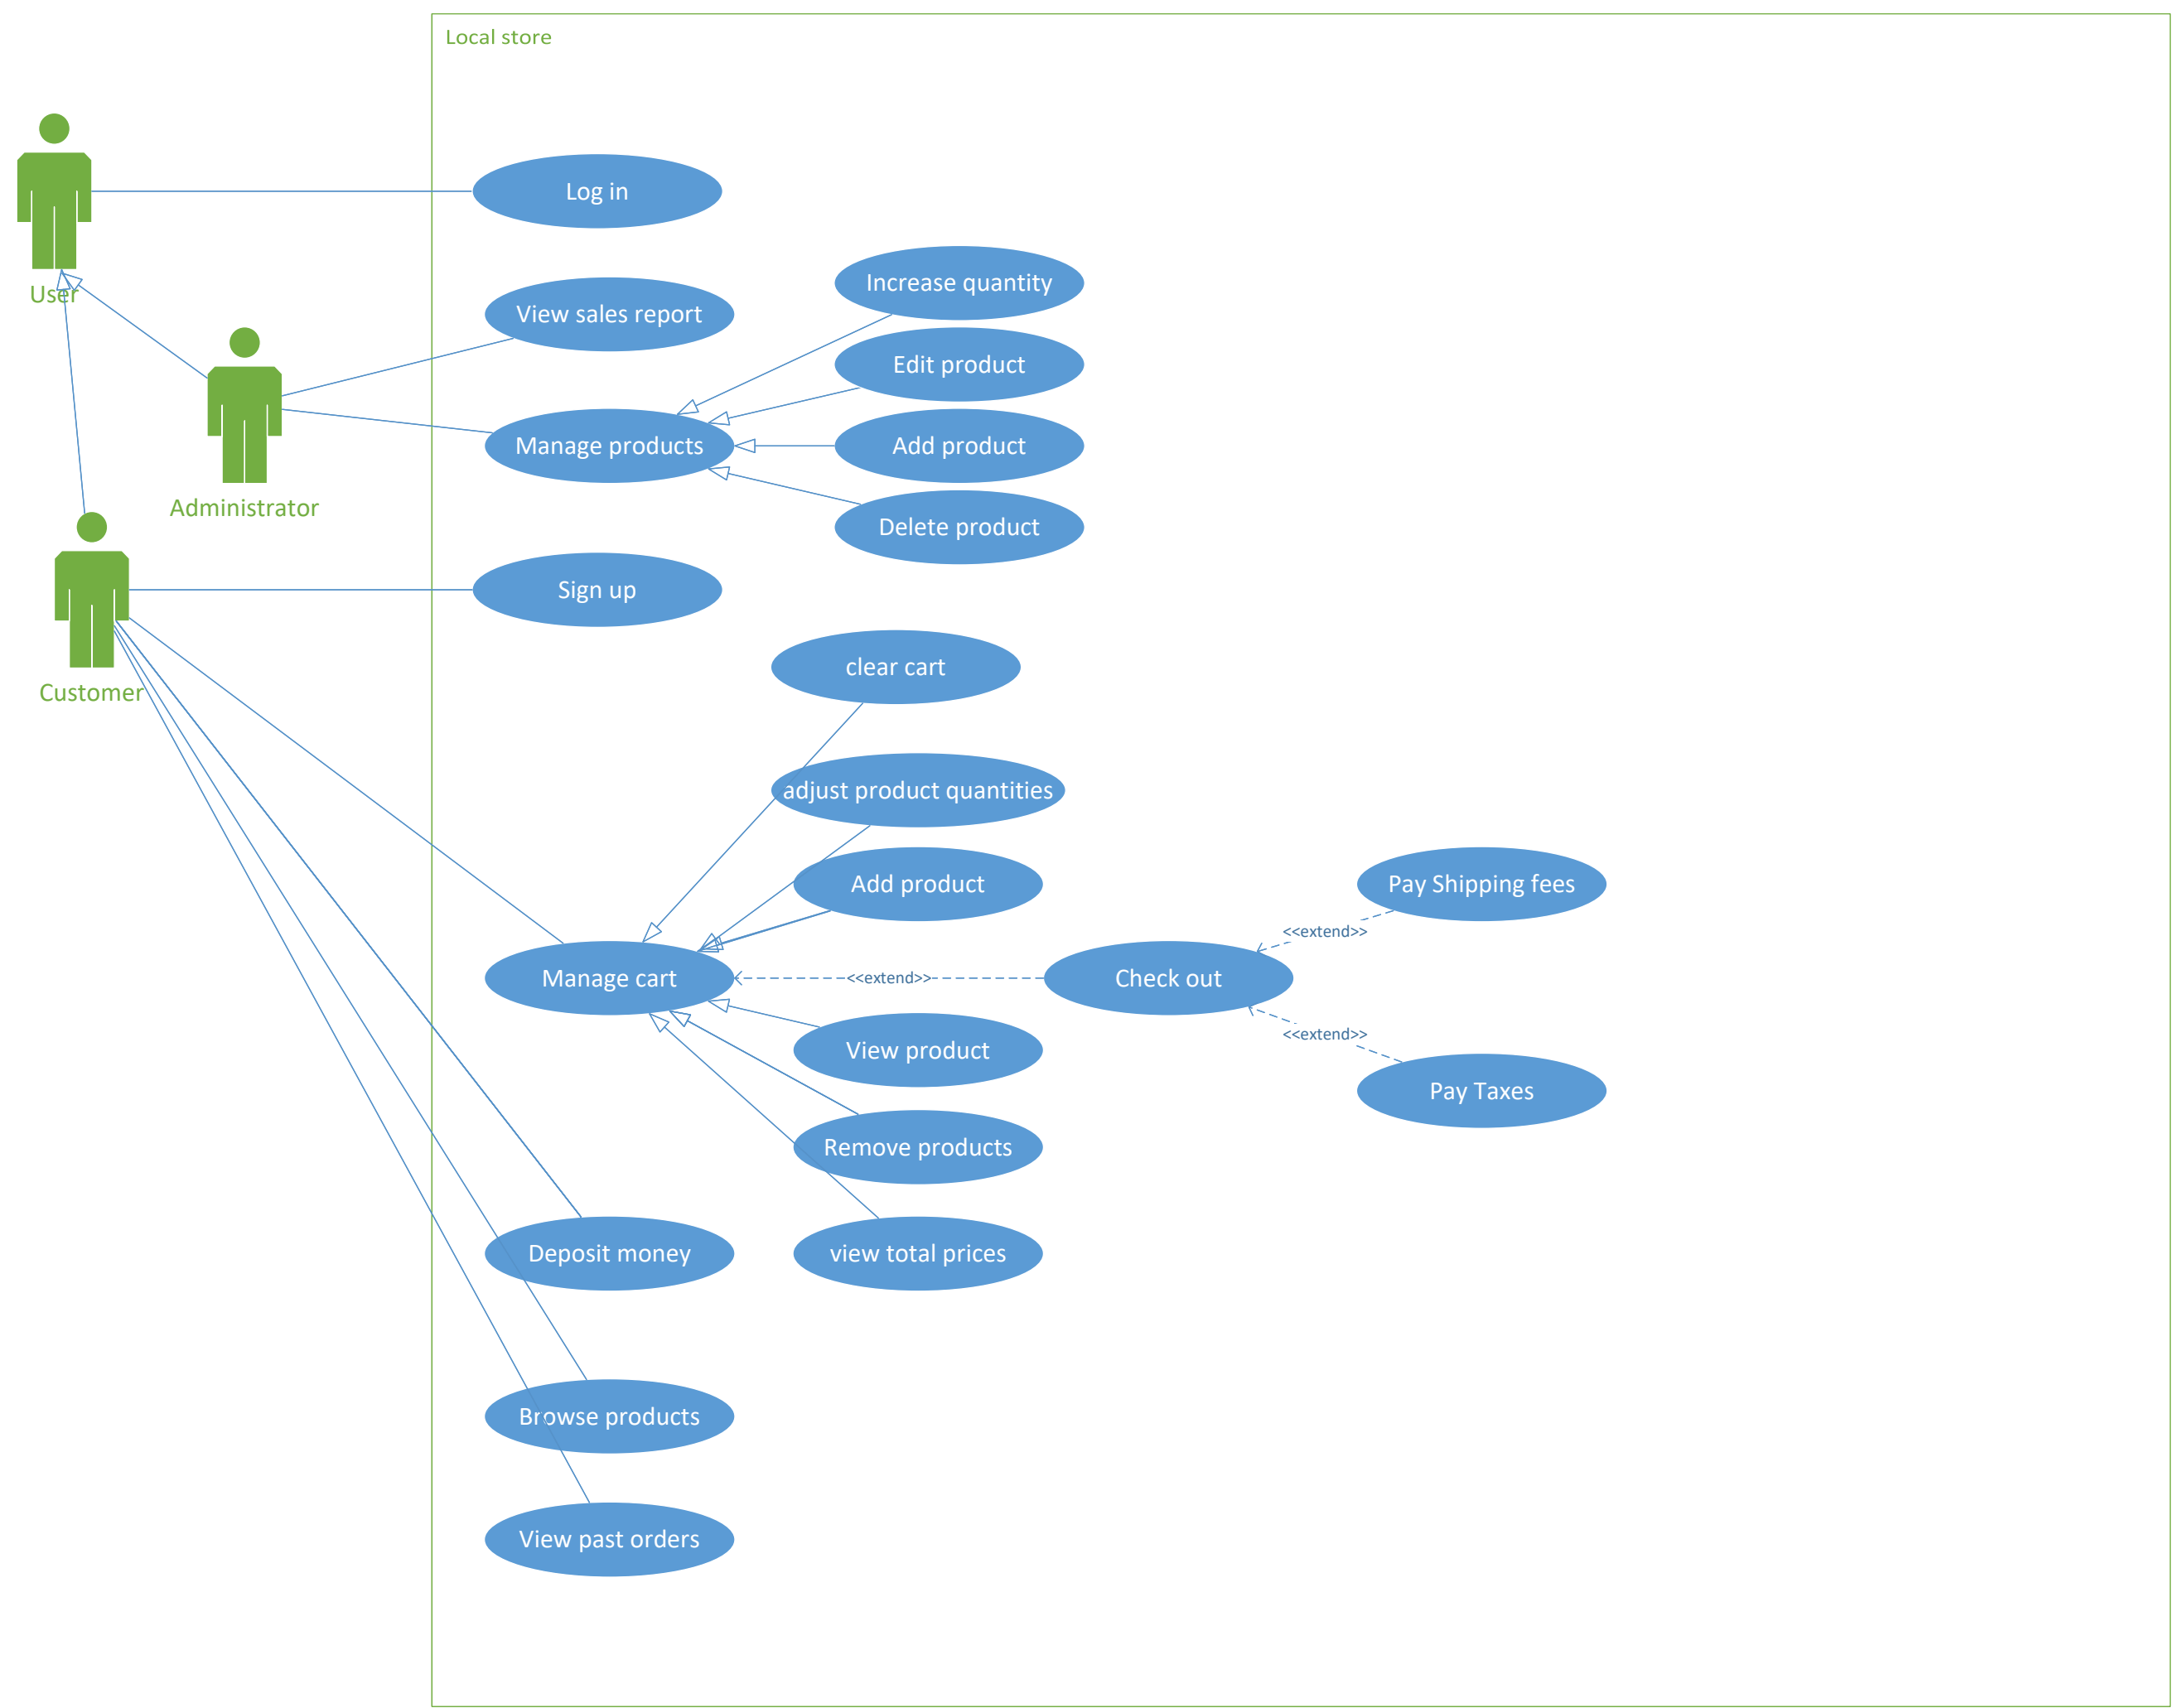 Local store
Log in
User
Increase quantity
View sales report
Edit product
Manage products
Add product
Administrator
Delete product
Sign up
clear cart
Customer
adjust product quantities
Add product
Pay Shipping fees
<<extend>>
Manage cart
<<extend>>
Check out
<<extend>>
View product
Pay Taxes
Remove products
Deposit money
view total prices
Browse products
View past orders